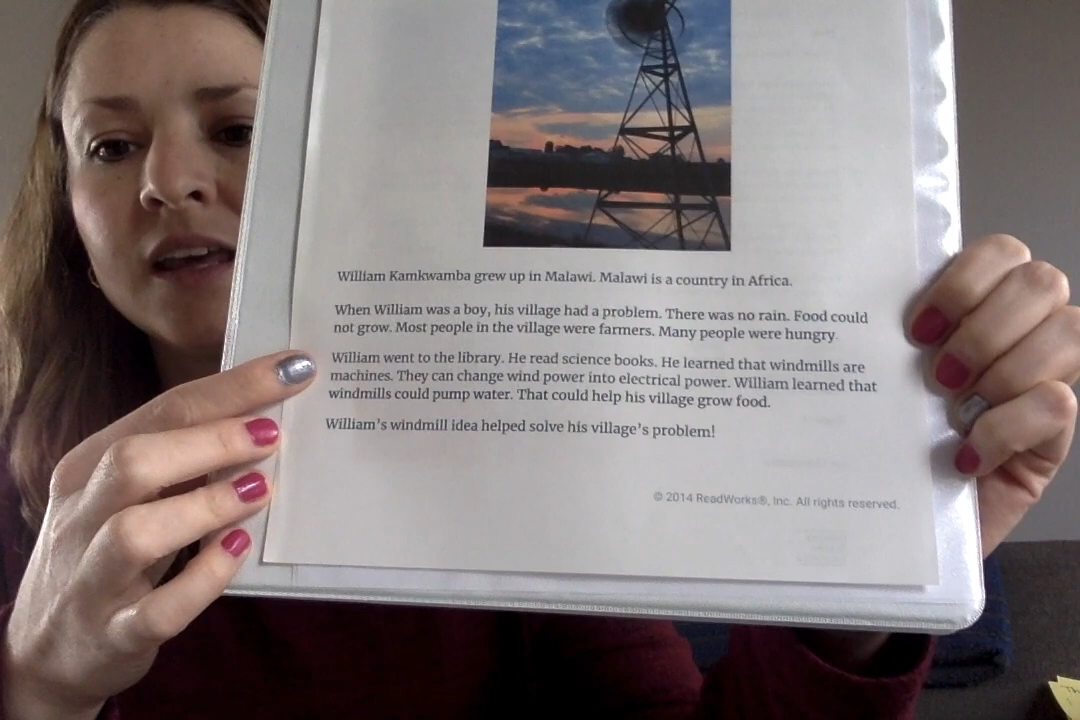 William Kamkwamba grew up in Malawi. Malawi is a country in Africa.
When William was a boy, his village had a problem. There was no rain. Food could
not grow. Most people in the village were farmers. Many people were hungry.
William went to the library. He read science books. He learned that windmills are
machines. They can change wind power into electrical power. William learned that
windmills could pump water. That could help his village grow food.
William's windmill idea helped solve his village's problem!
© 2014 ReadWorks®, Inc. All rights reserved.